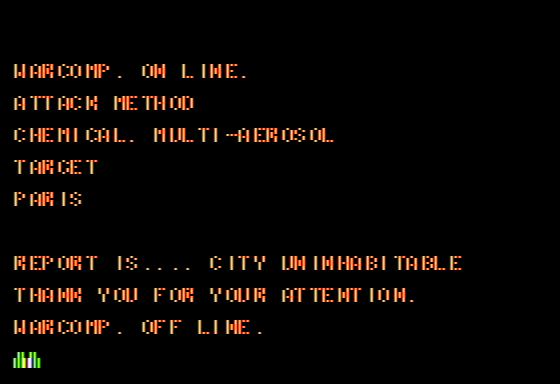 WARCOMP. ON LINE.
ATTACK METHOD
CHEMICAL. MULTI-AEROSOL
TARGET
PARIS
REPORT IS.... CITY UNINHABITABLE
THANK YOU FOR YOUR ATTENTION.
WARCOMP. OFF LINE.